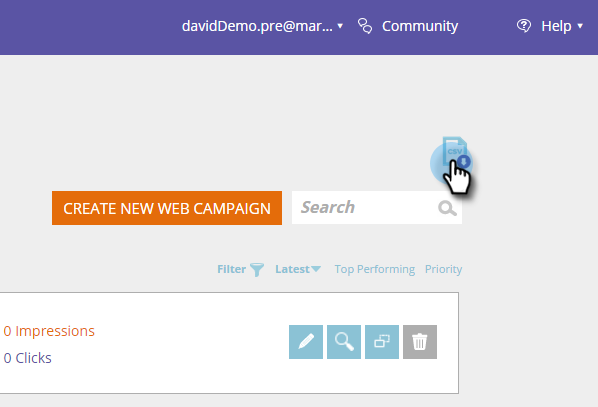 davidDemo.pre@mar... Community Help
CSV
CREATE NEW WEB CAMPAIGN Search
Filter Latest Top Performing Priority
0 Impressions
0 Clicks